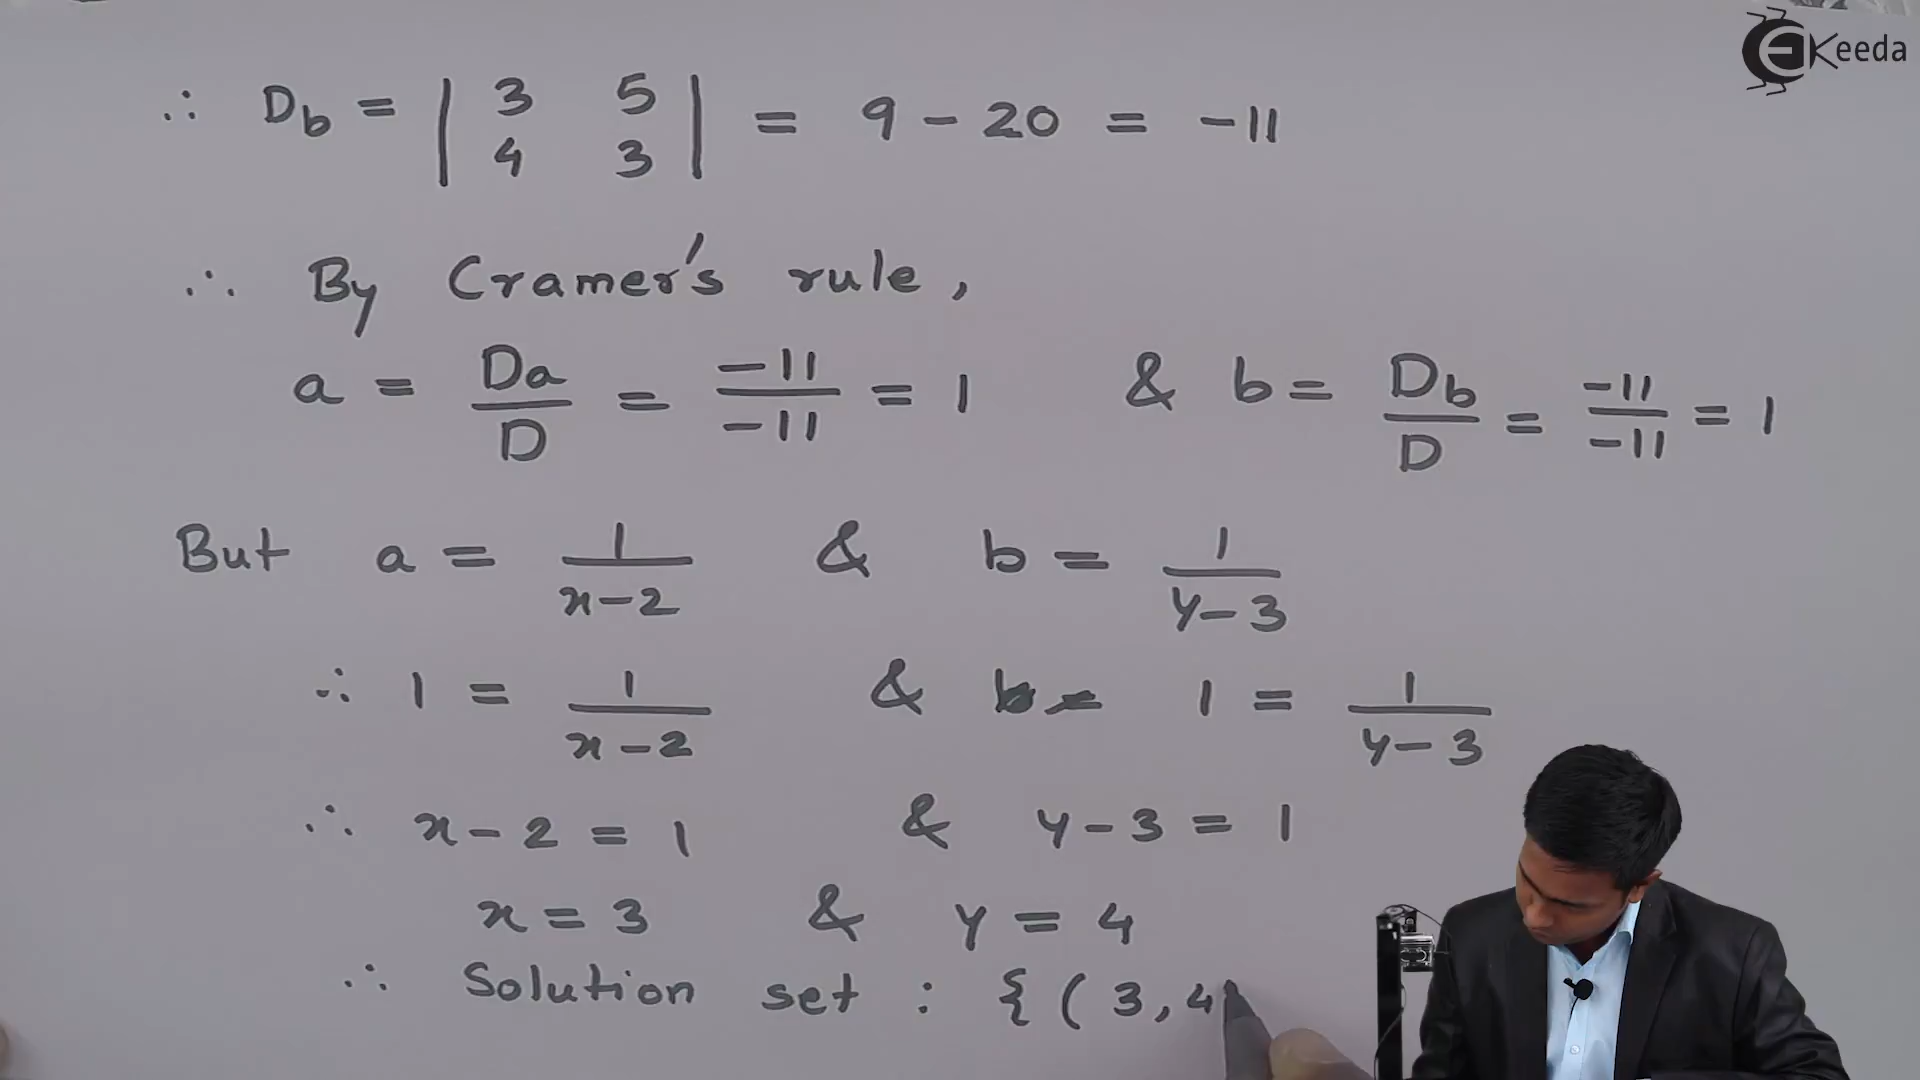 EKeeda
∴ Db = | 3 5 | = 9 - 20 = -11
| 4 3 |
∴ By Cramer's rule,
a = Da/D = -11/-11 = 1 & b = Db/D = -11/-11 = 1
But a = 1/x-2 & b = 1/y-3
∴ 1 = 1/x-2 & 1 = 1/y-3
∴ x-2 = 1 & y-3 = 1
x = 3 & y = 4
∴ Solution set : { ( 3, 4